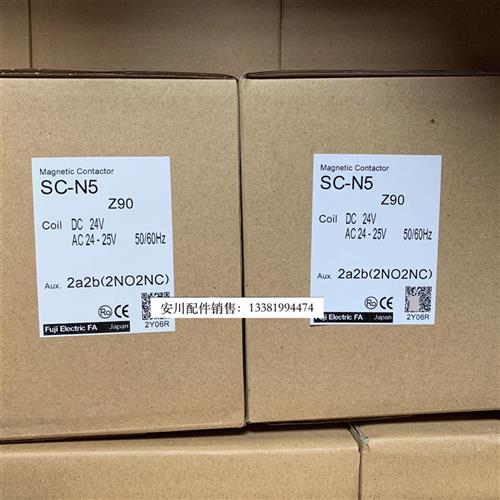 Magnetic Contactor
SC-N5
Z90
Coil DC 24V
AC 24 - 25V 50/60Hz
Aux. 2a2b(2NO2NC)
CE
Fuji Electric FA Japan
2Y06R
Magnetic Contactor
SC-N5
Z90
Coil DC 24V
AC 24 - 25V 50/60Hz
Aux. 2a2b(2NO2NC)
CE
Fuji Electric FA Japan
2Y06R
安川配件销售：13381994474